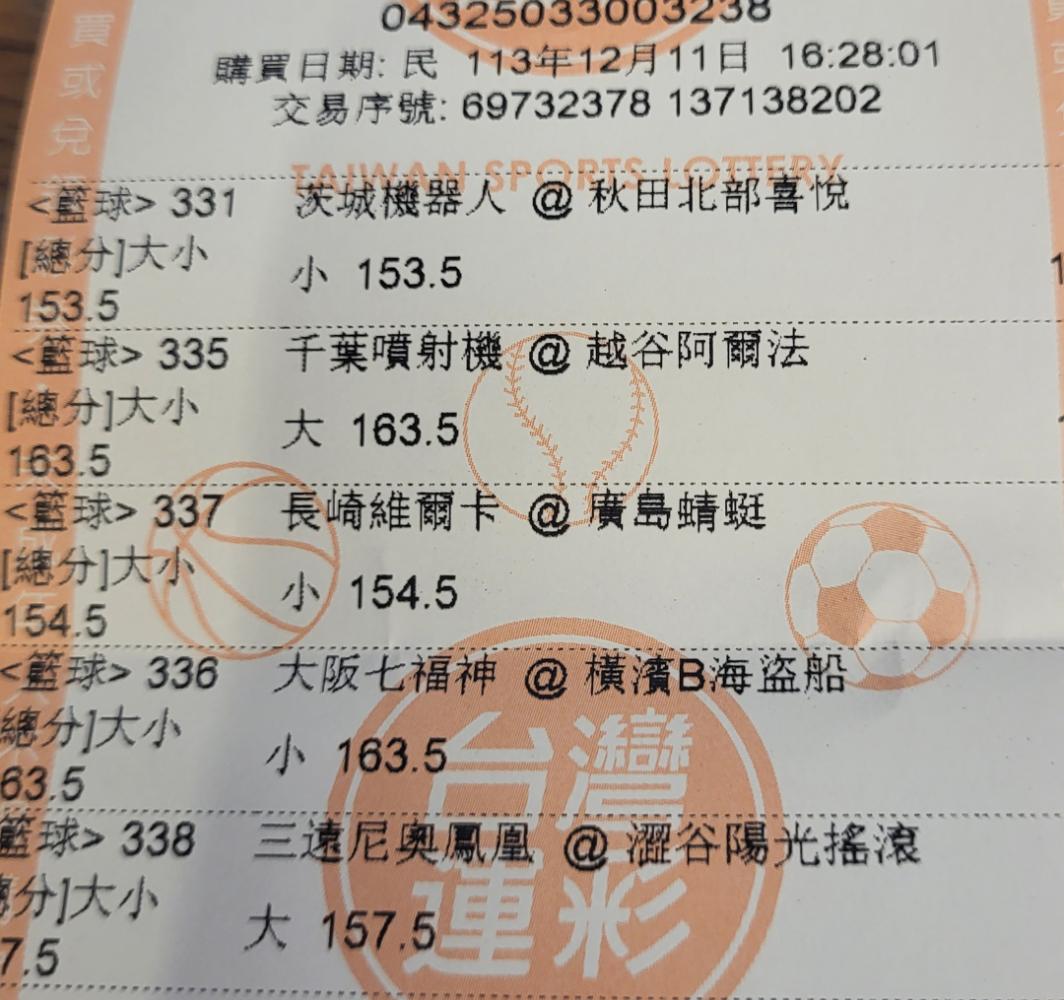 04325033003238
購買日期: 民 113年12月11日 16:28:01
交易序號: 69732378 137138202
買或兌
TAIWAN SPORTS LOTTERY
<籃球> 331 茨城機器人 @ 秋田北部喜悅
[總分]大小 小 153.5
153.5
<籃球> 335 千葉噴射機 @ 越谷阿爾法
[總分]大小 大 163.5
163.5
<籃球> 337 長崎維爾卡 @ 廣島蜻蜓
[總分]大小 小 154.5
154.5
<籃球> 336 大阪七福神 @ 橫濱B海盜船
總分]大小 小 163.5
63.5
籃球> 338 三遠尼奧鳳凰 @ 澀谷陽光搖滾
分]大小 大 157.5
7.5
台灣
運彩